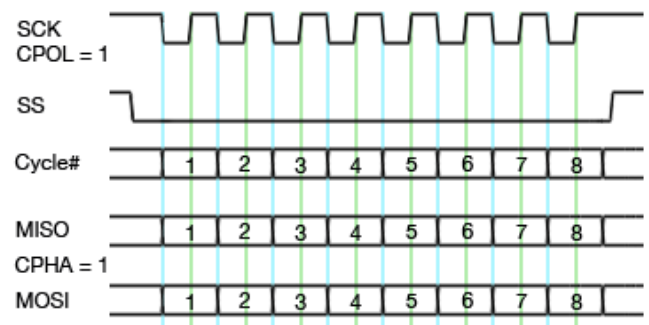 SCK
CPOL = 1
SS
Cycle# 1 2 3 4 5 6 7 8
MISO 1 2 3 4 5 6 7 8
CPHA = 1
MOSI 1 2 3 4 5 6 7 8